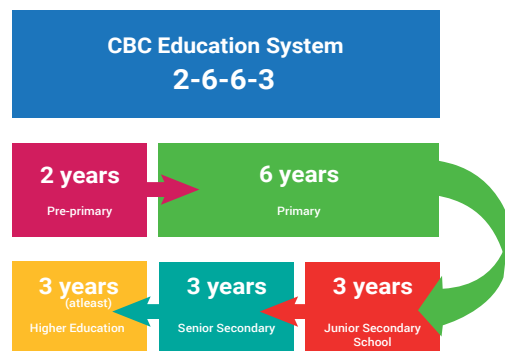 CBC Education System
2-6-6-3
2 years
Pre-primary
6 years
Primary
3 years
(atleast)
Higher Education
3 years
Senior Secondary
3 years
Junior Secondary
School